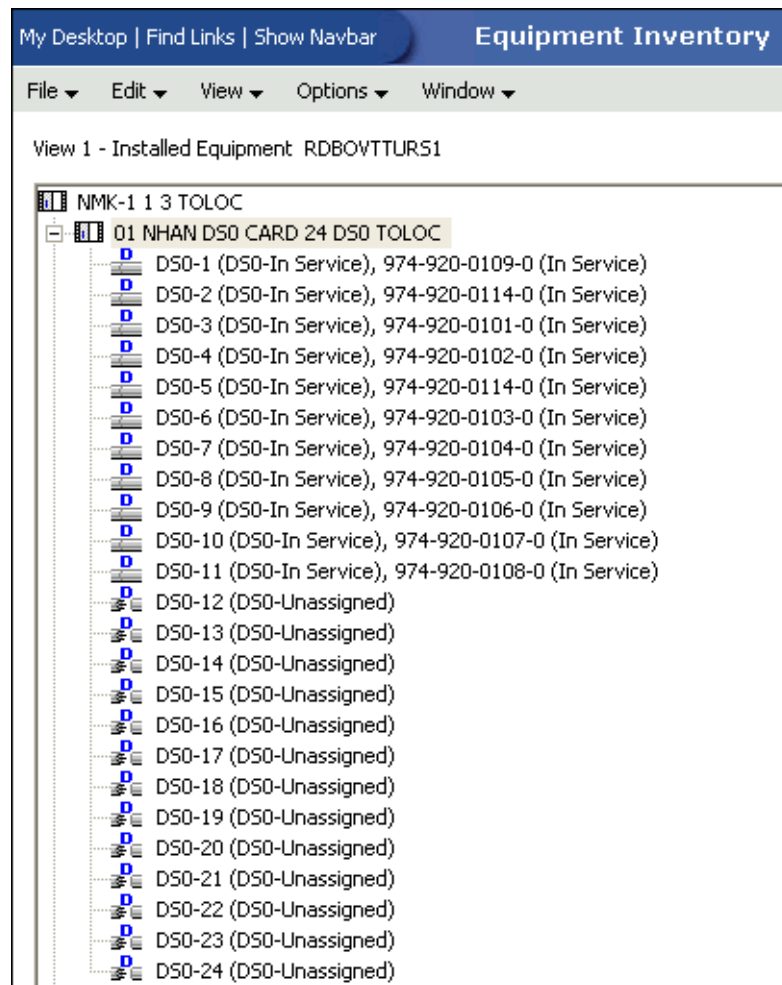 My Desktop | Find Links | Show Navbar Equipment Inventory
File Edit View Options Window
View 1 - Installed Equipment RDBOVTTURS1
NMK-1 1 3 TOLOC
01 NHAN DS0 CARD 24 DS0 TOLOC
D DS0-1 (DS0-In Service), 974-920-0109-0 (In Service)
D DS0-2 (DS0-In Service), 974-920-0114-0 (In Service)
D DS0-3 (DS0-In Service), 974-920-0101-0 (In Service)
D DS0-4 (DS0-In Service), 974-920-0102-0 (In Service)
D DS0-5 (DS0-In Service), 974-920-0114-0 (In Service)
D DS0-6 (DS0-In Service), 974-920-0103-0 (In Service)
D DS0-7 (DS0-In Service), 974-920-0104-0 (In Service)
D DS0-8 (DS0-In Service), 974-920-0105-0 (In Service)
D DS0-9 (DS0-In Service), 974-920-0106-0 (In Service)
D DS0-10 (DS0-In Service), 974-920-0107-0 (In Service)
D DS0-11 (DS0-In Service), 974-920-0108-0 (In Service)
D DS0-12 (DS0-Unassigned)
D DS0-13 (DS0-Unassigned)
D DS0-14 (DS0-Unassigned)
D DS0-15 (DS0-Unassigned)
D DS0-16 (DS0-Unassigned)
D DS0-17 (DS0-Unassigned)
D DS0-18 (DS0-Unassigned)
D DS0-19 (DS0-Unassigned)
D DS0-20 (DS0-Unassigned)
D DS0-21 (DS0-Unassigned)
D DS0-22 (DS0-Unassigned)
D DS0-23 (DS0-Unassigned)
D DS0-24 (DS0-Unassigned)